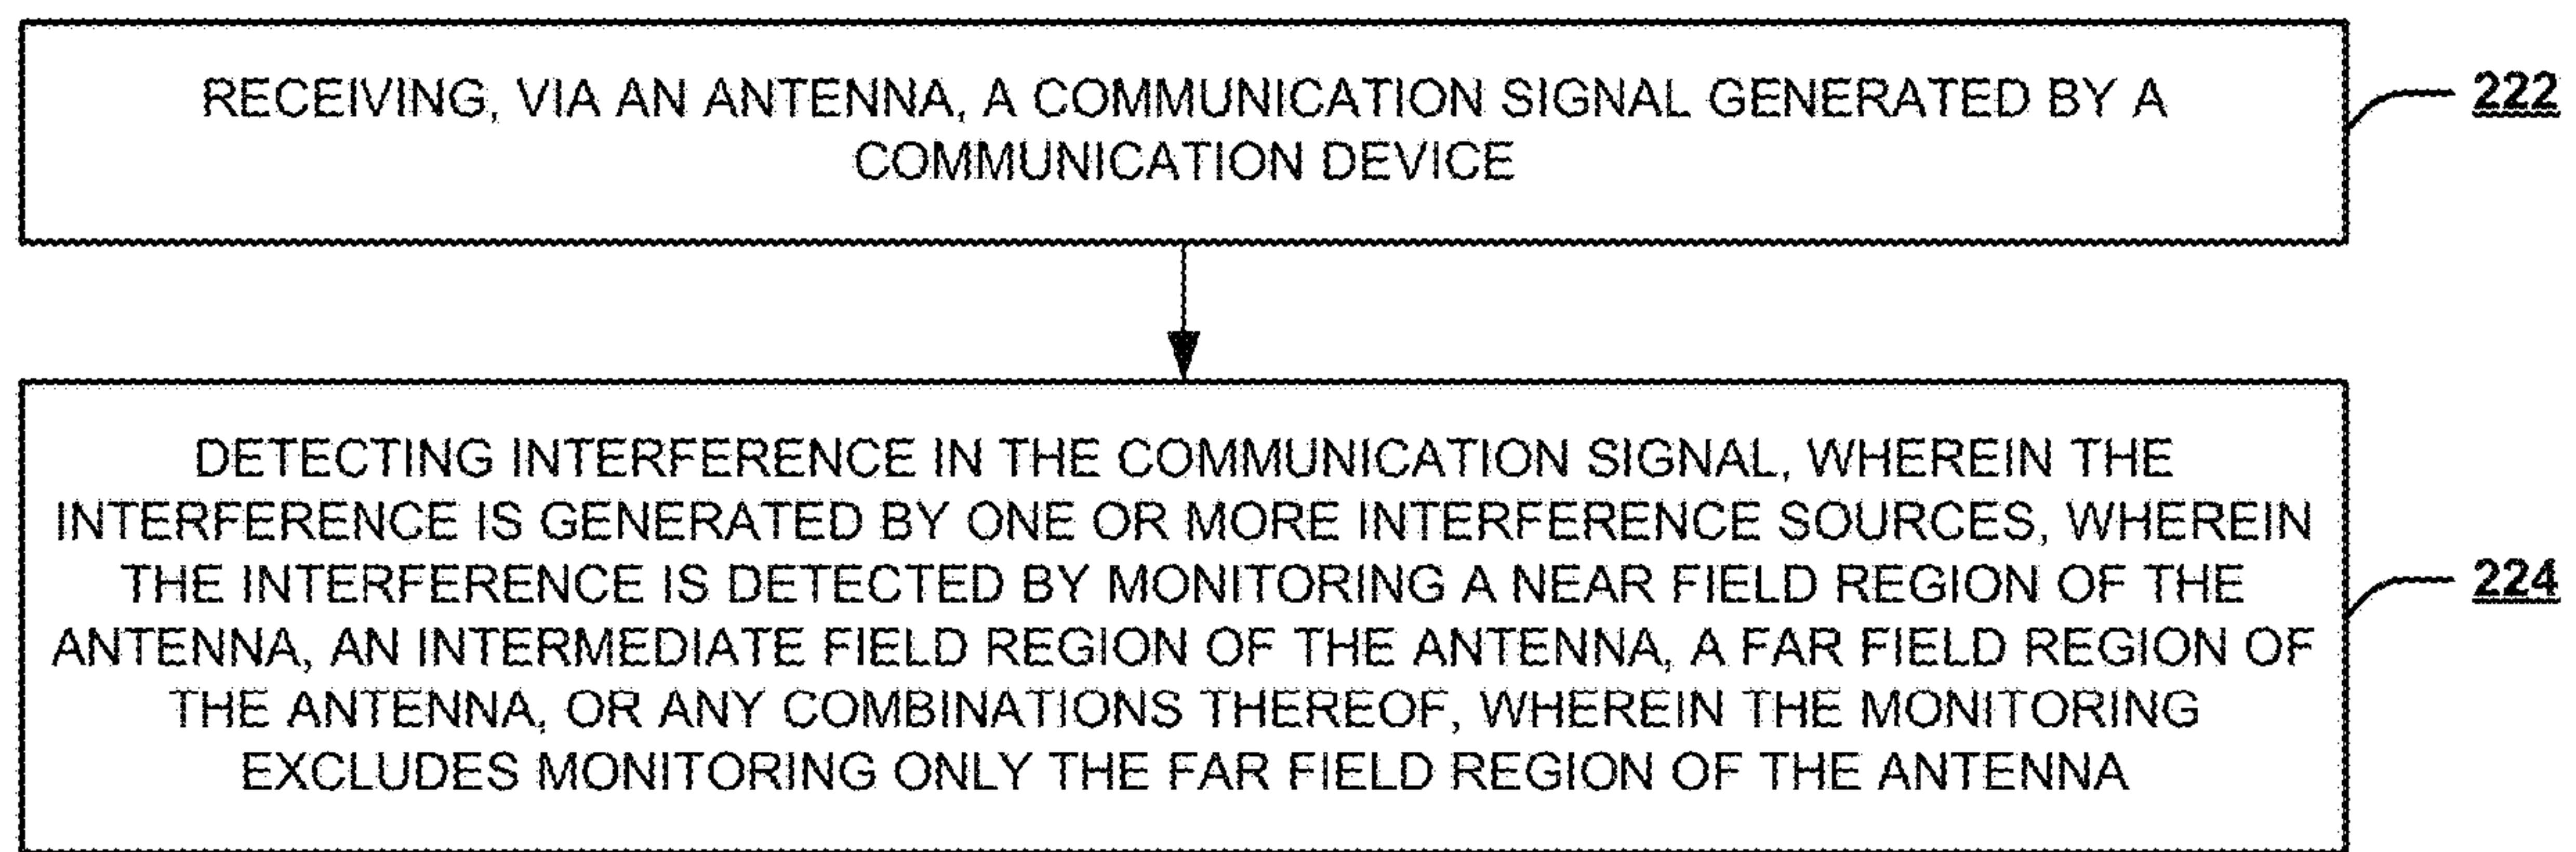 RECEIVING, VIA AN ANTENNA, A COMMUNICATION SIGNAL GENERATED BY A
COMMUNICATION DEVICE
222
DETECTING INTERFERENCE IN THE COMMUNICATION SIGNAL, WHEREIN THE
INTERFERENCE IS GENERATED BY ONE OR MORE INTERFERENCE SOURCES, WHEREIN
THE INTERFERENCE IS DETECTED BY MONITORING A NEAR FIELD REGION OF THE
ANTENNA, AN INTERMEDIATE FIELD REGION OF THE ANTENNA, A FAR FIELD REGION OF
THE ANTENNA, OR ANY COMBINATIONS THEREOF, WHEREIN THE MONITORING
EXCLUDES MONITORING ONLY THE FAR FIELD REGION OF THE ANTENNA
224